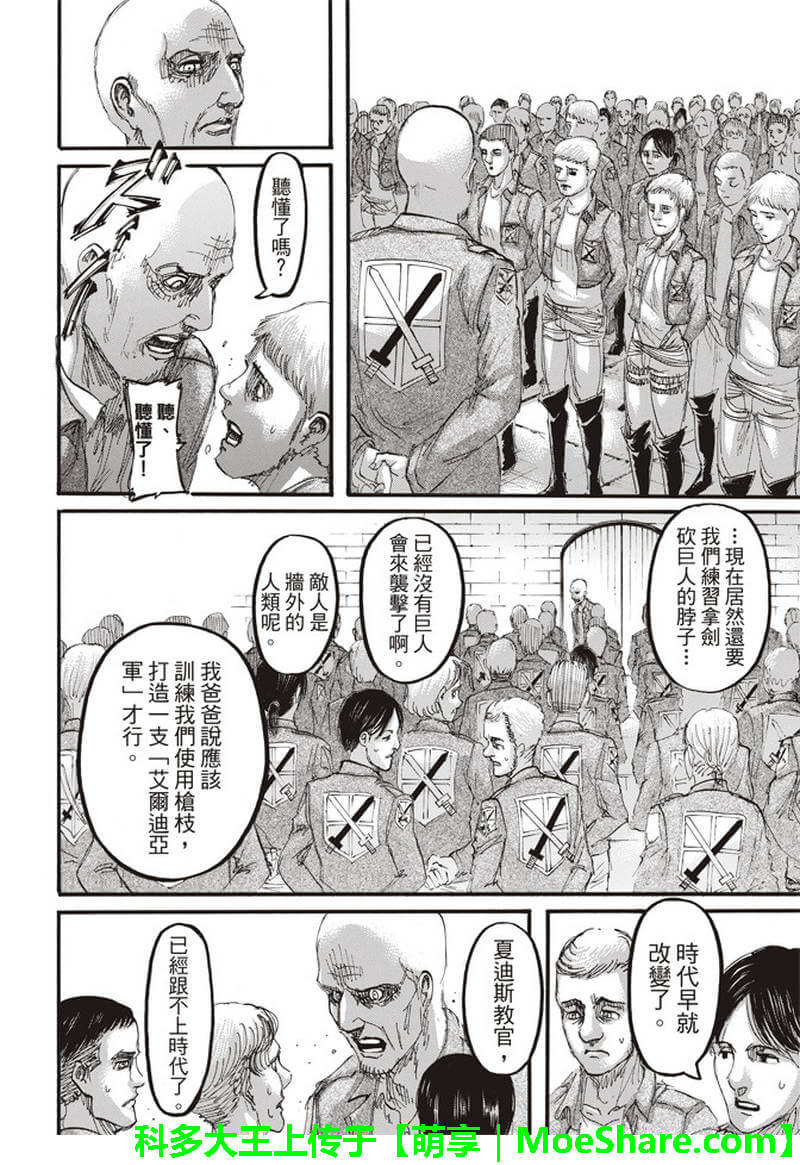 聽懂了嗎？
ズ
聽、
聽懂了！
…現在居然還要
我們練習拿劍
砍巨人的脖子…
已經沒有巨人
會來襲擊了啊。
敵人是
牆外的
人類呢。
我爸爸說應該
訓練我們使用槍枝，
打造一支「艾爾迪亞
軍」才行。
時代早就
改變了。
夏迪斯教官，
已經跟不上時代了。
科多大王上传于【萌享】| MoeShare.com】